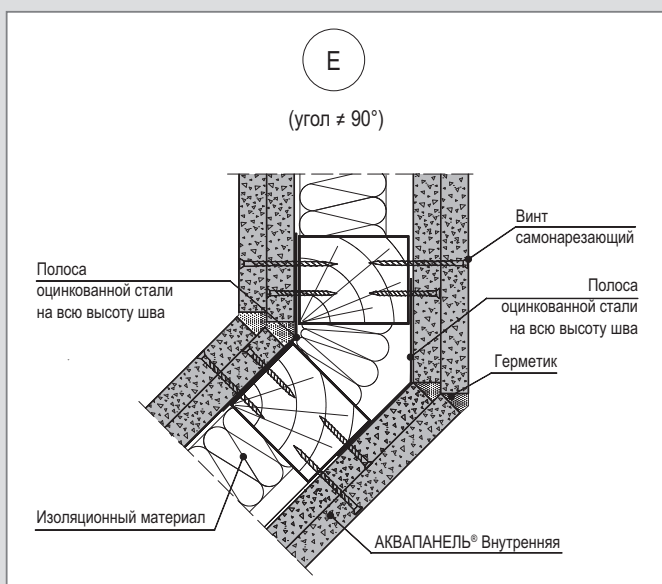 Е
(угол ≠ 90°)
Винт
самонарезающий
Полоса
оцинкованной стали
на всю высоту шва
Полоса
оцинкованной стали
на всю высоту шва
Герметик
Изоляционный материал
АКВАПАНЕЛЬ® Внутренняя